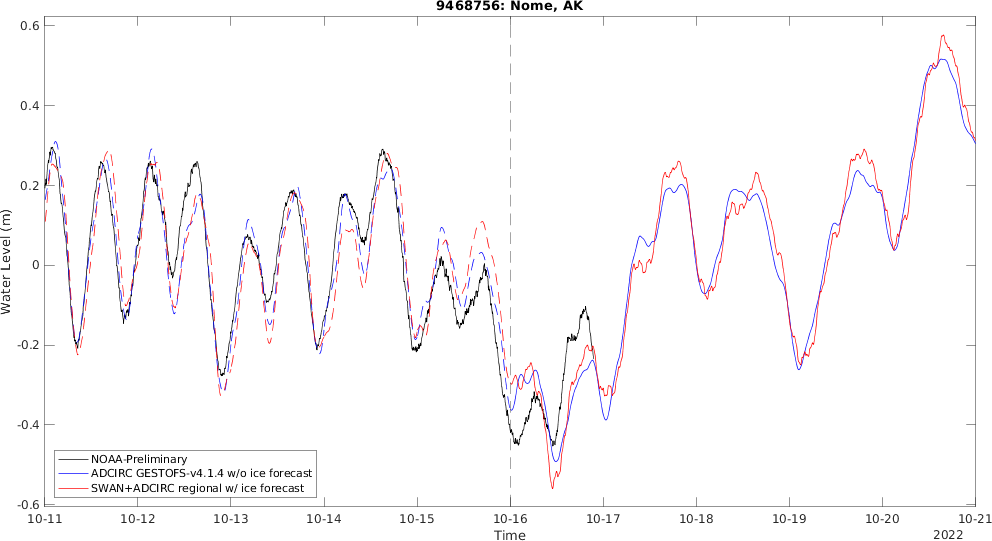 9468756: Nome, AK
Water Level (m)
0.6
0.4
0.2
0
-0.2
-0.4
-0.6
NOAA-Preliminary
ADCIRC GESTOFS-v4.1.4 w/o ice forecast
SWAN+ADCIRC regional w/ ice forecast
10-11 10-12 10-13 10-14 10-15 10-16 10-17 10-18 10-19 10-20 10-21
Time
2022